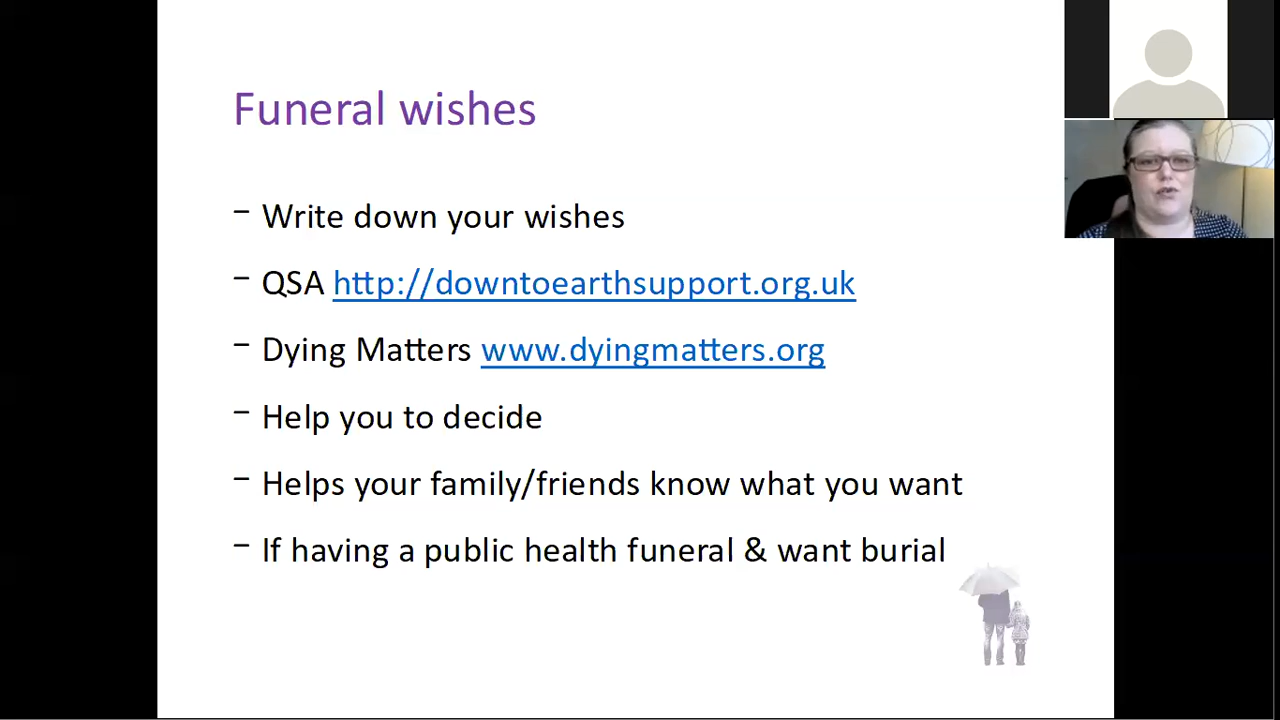 Funeral wishes
– Write down your wishes
– QSA http://downtoearthsupport.org.uk
– Dying Matters www.dyingmatters.org
– Help you to decide
– Helps your family/friends know what you want
– If having a public health funeral & want burial